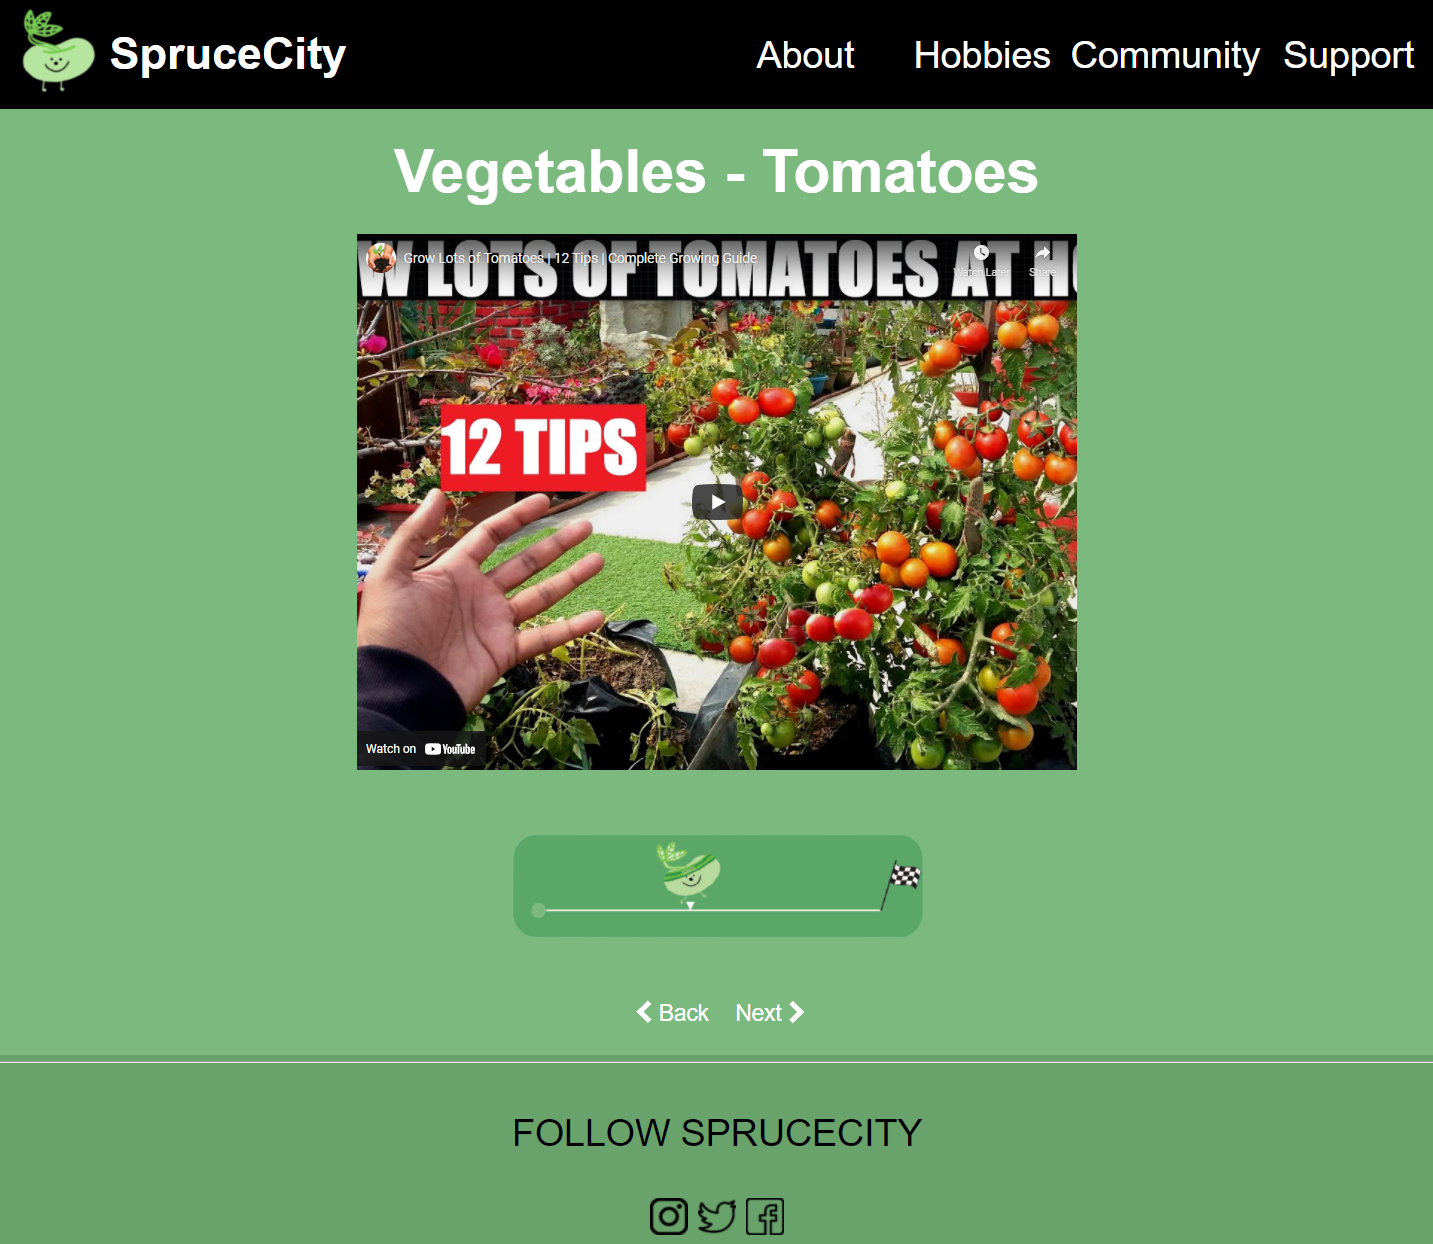 SpruceCity
About Hobbies Community Support
Vegetables - Tomatoes
W LOTS OF TOMATOES AT H
Grow Lots of Tomatoes | 12 Tips | Complete Growing Guide
Watch Later Share
12 TIPS
Watch on YouTube
Back Next
FOLLOW SPRUCECITY